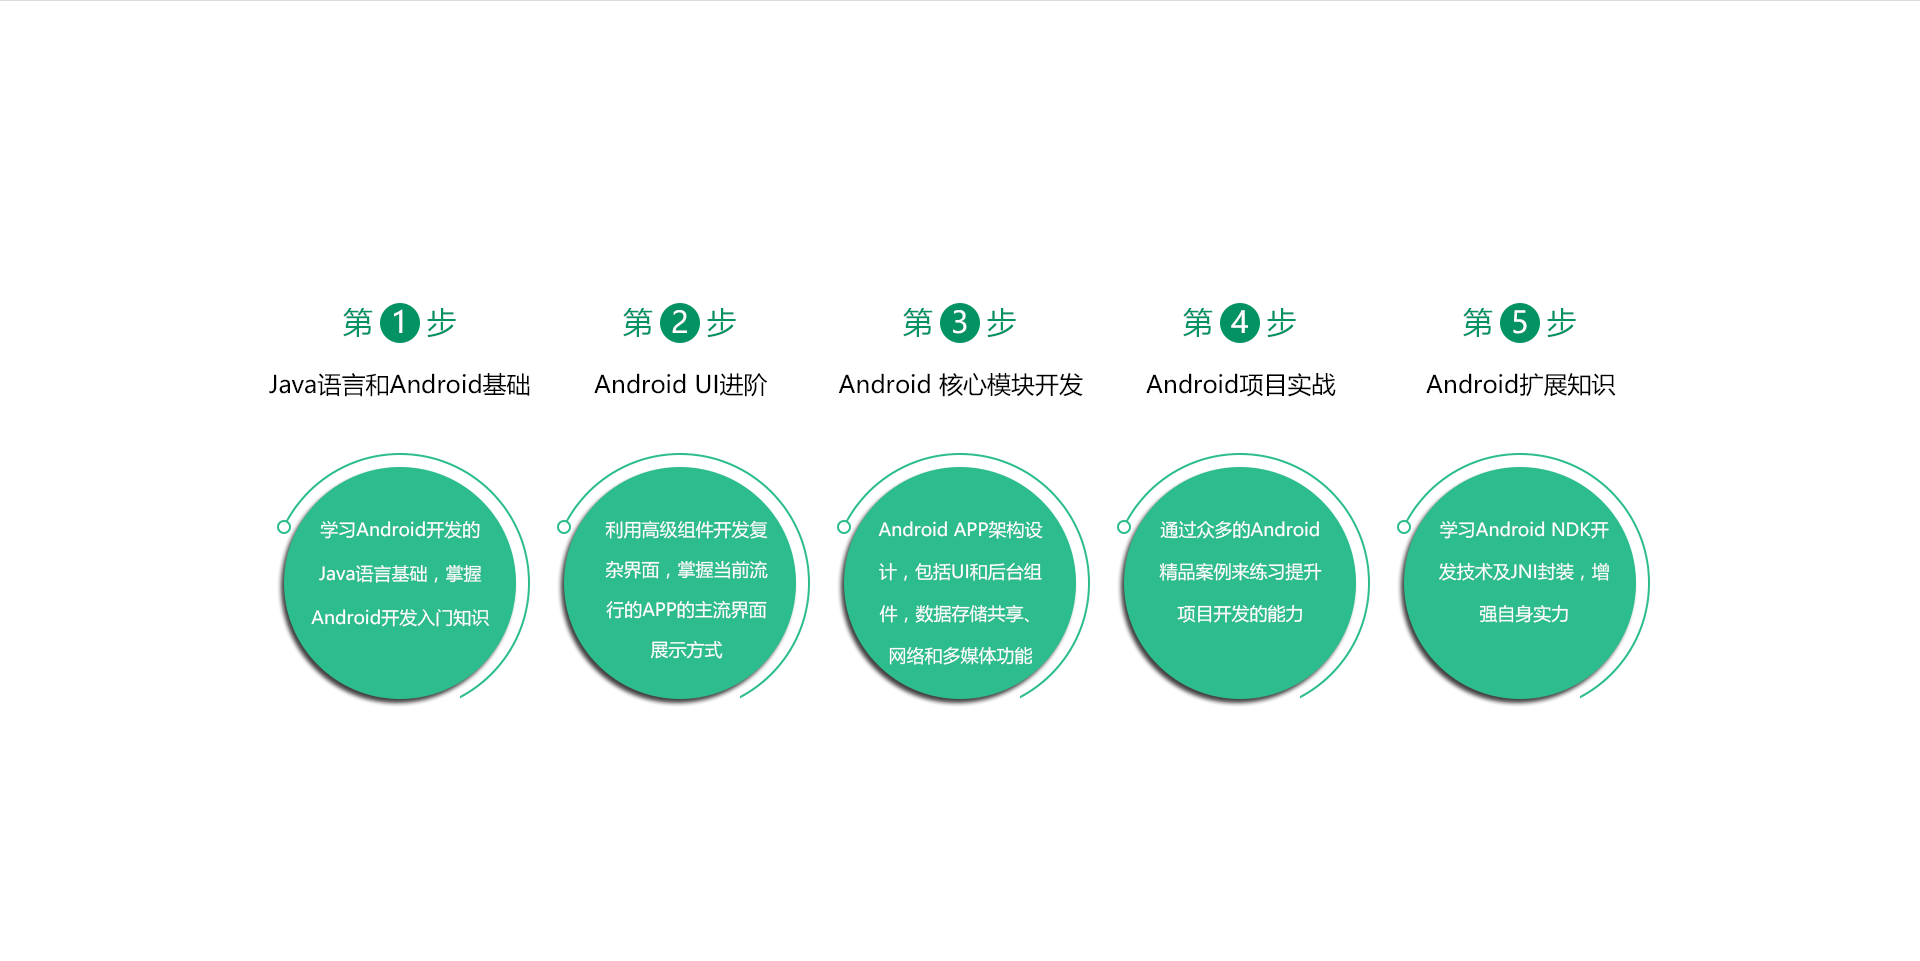 第1步
Java语言和Android基础
学习Android开发的
Java语言基础，掌握
Android开发入门知识
第2步
Android UI进阶
利用高级组件开发复
杂界面，掌握当前流
行的APP的主流界面
展示方式
第3步
Android 核心模块开发
Android APP架构设
计，包括UI和后台组
件，数据存储共享、
网络和多媒体功能
第4步
Android项目实战
通过众多的Android
精品案例来练习提升
项目开发的能力
第5步
Android扩展知识
学习Android NDK开
发技术及JNI封装，增
强自身实力